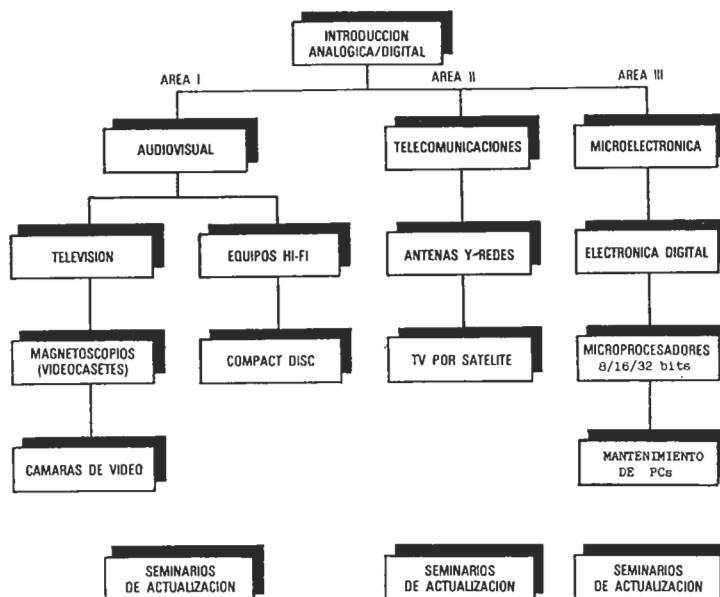 INTRODUCCION
ANALOGICA/DIGITAL
AREA I
AREA II
AREA III
AUDIOVISUAL
TELECOMUNICACIONES
MICROELECTRONICA
TELEVISION
EQUIPOS HI-FI
ANTENAS Y REDES
ELECTRONICA DIGITAL
MAGNETOSCOPIOS
(VIDEOCASETES)
COMPACT DISC
TV POR SATELITE
MICROPROCESADORES
8/16/32 bits
CAMARAS DE VIDEO
MANTENIMIENTO
DE PCs
SEMINARIOS
DE ACTUALIZACION
SEMINARIOS
DE ACTUALIZACION
SEMINARIOS
DE ACTUALIZACION